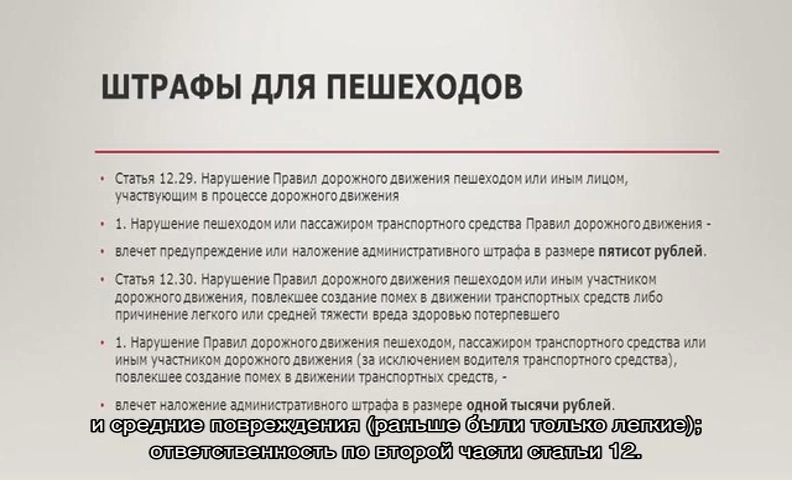 ШТРАФЫ ДЛЯ ПЕШЕХОДОВ
• Статья 12.29. Нарушение Правил дорожного движения пешеходом или иным лицом,
участвующим в процессе дорожного движения
• 1. Нарушение пешеходом или пассажиром транспортного средства Правил дорожного движения -
• влечет предупреждение или наложение административного штрафа в размере пятисот рублей.
• Статья 12.30. Нарушение Правил дорожного движения пешеходом или иным участником
дорожного движения, повлекшее создание помех в движении транспортных средств либо
причинение легкого или средней тяжести вреда здоровью потерпевшего
• 1. Нарушение Правил дорожного движения пешеходом, пассажиром транспортного средства или
иным участником дорожного движения (за исключением водителя транспортного средства),
повлекшее создание помех в движении транспортных средств, -
• влечет наложение административного штрафа в размере одной тысячи рублей.
и средние повреждения (раньше были только легкие);
ответственность по второй части статьи 12.